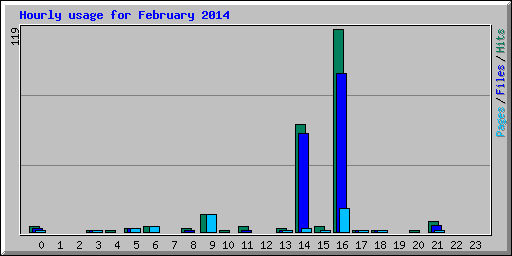 Hourly usage for February 2014
119
Pages / Files / Hits
0 1 2 3 4 5 6 7 8 9 10 11 12 13 14 15 16 17 18 19 20 21 22 23